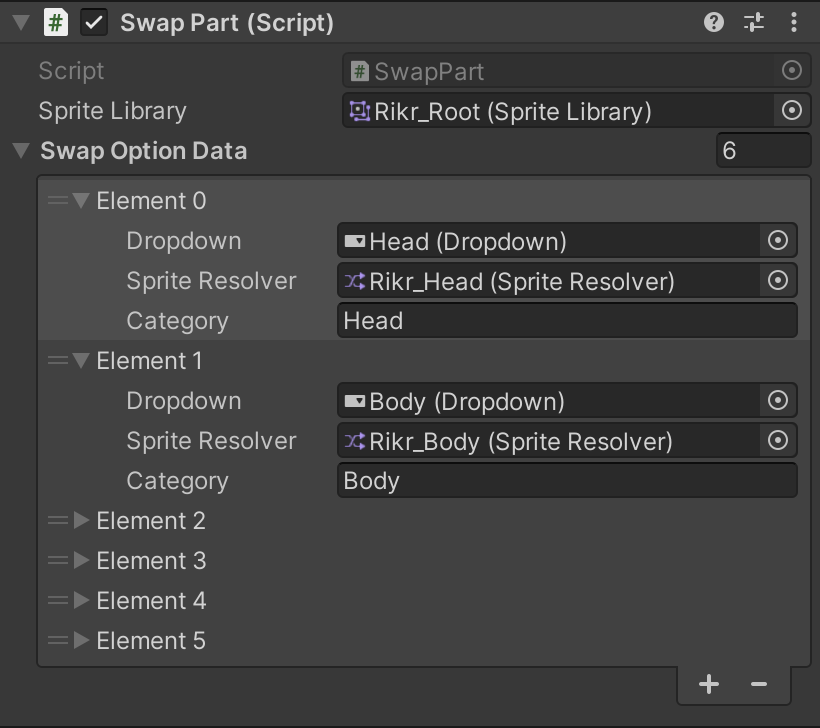 Swap Part (Script)
Script SwapPart
Sprite Library Rikr_Root (Sprite Library)
Swap Option Data 6
Element 0
Dropdown Head (Dropdown)
Sprite Resolver Rikr_Head (Sprite Resolver)
Category Head
Element 1
Dropdown Body (Dropdown)
Sprite Resolver Rikr_Body (Sprite Resolver)
Category Body
Element 2
Element 3
Element 4
Element 5